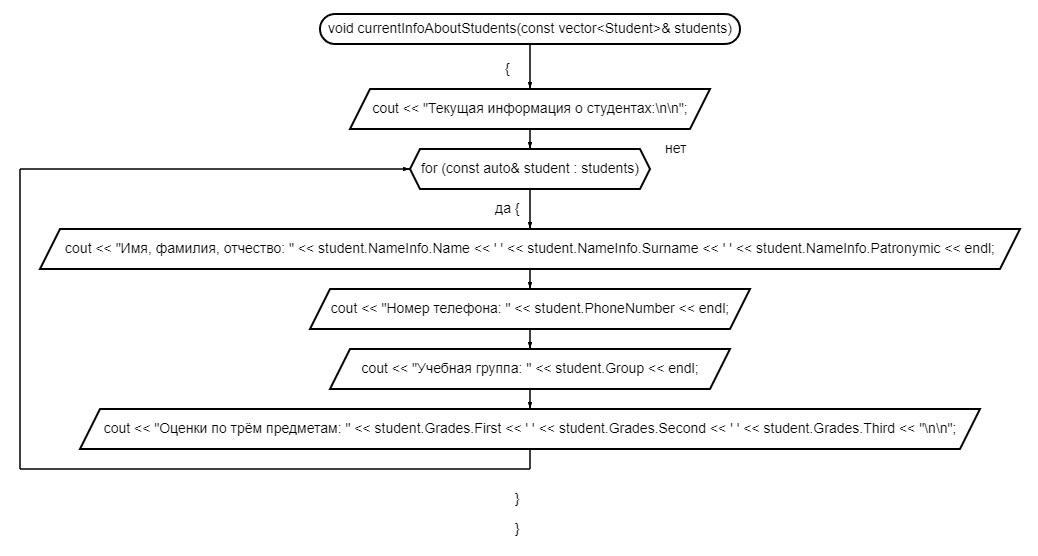 void currentInfoAboutStudents(const vector<Student>& students)
{
cout << "Текущая информация о студентах:\n\n";
нет
for (const auto& student : students)
да {
cout << "Имя, фамилия, отчество: " << student.NameInfo.Name << ' ' << student.NameInfo.Surname << ' ' << student.NameInfo.Patronymic << endl;
cout << "Номер телефона: " << student.PhoneNumber << endl;
cout << "Учебная группа: " << student.Group << endl;
cout << "Оценки по трём предметам: " << student.Grades.First << ' ' << student.Grades.Second << ' ' << student.Grades.Third << "\n\n";
}
}